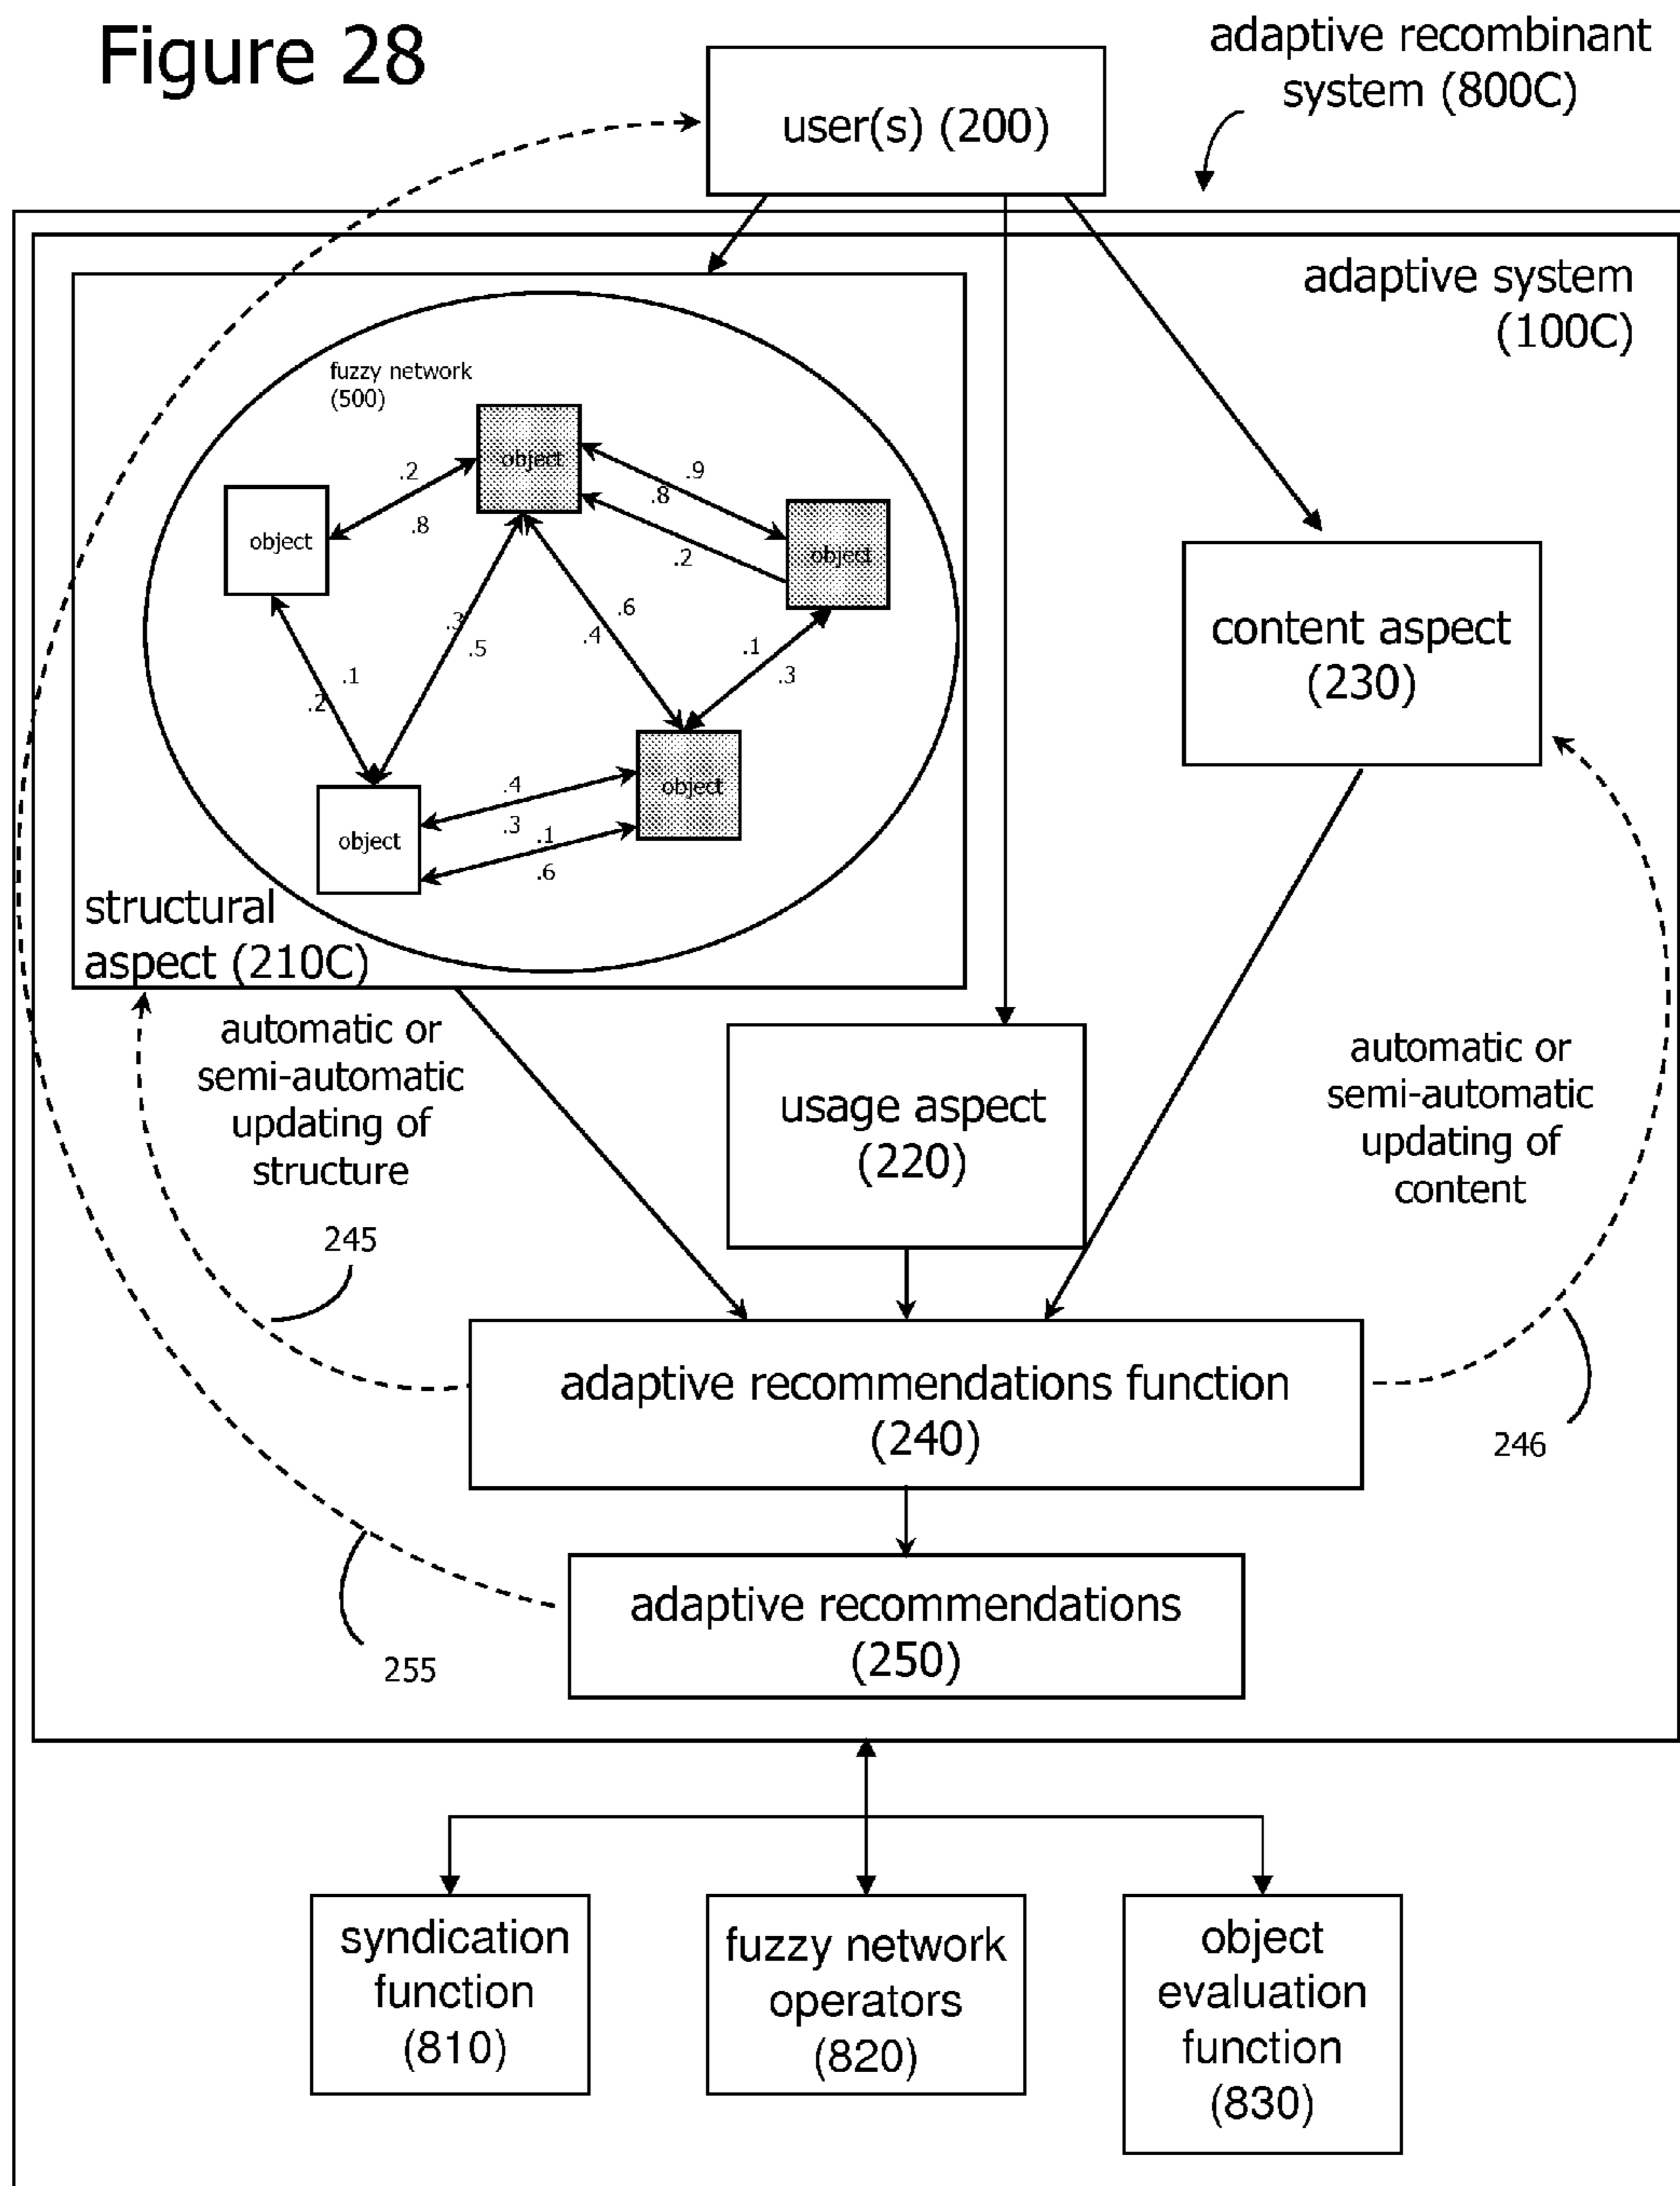 Figure 28
adaptive recombinant
system (800C)
user(s) (200)
adaptive system
(100C)
fuzzy network
(500)
object
.2
.8
object
.9
.8
.2
object
.3
.5
.6
.4
.1
.3
.1
.2
object
.4
.3
.1
.6
object
structural
aspect (210C)
content aspect
(230)
automatic or
semi-automatic
updating of
structure
245
usage aspect
(220)
automatic or
semi-automatic
updating of
content
246
adaptive recommendations function
(240)
adaptive recommendations
(250)
255
syndication
function
(810)
fuzzy network
operators
(820)
object
evaluation
function
(830)